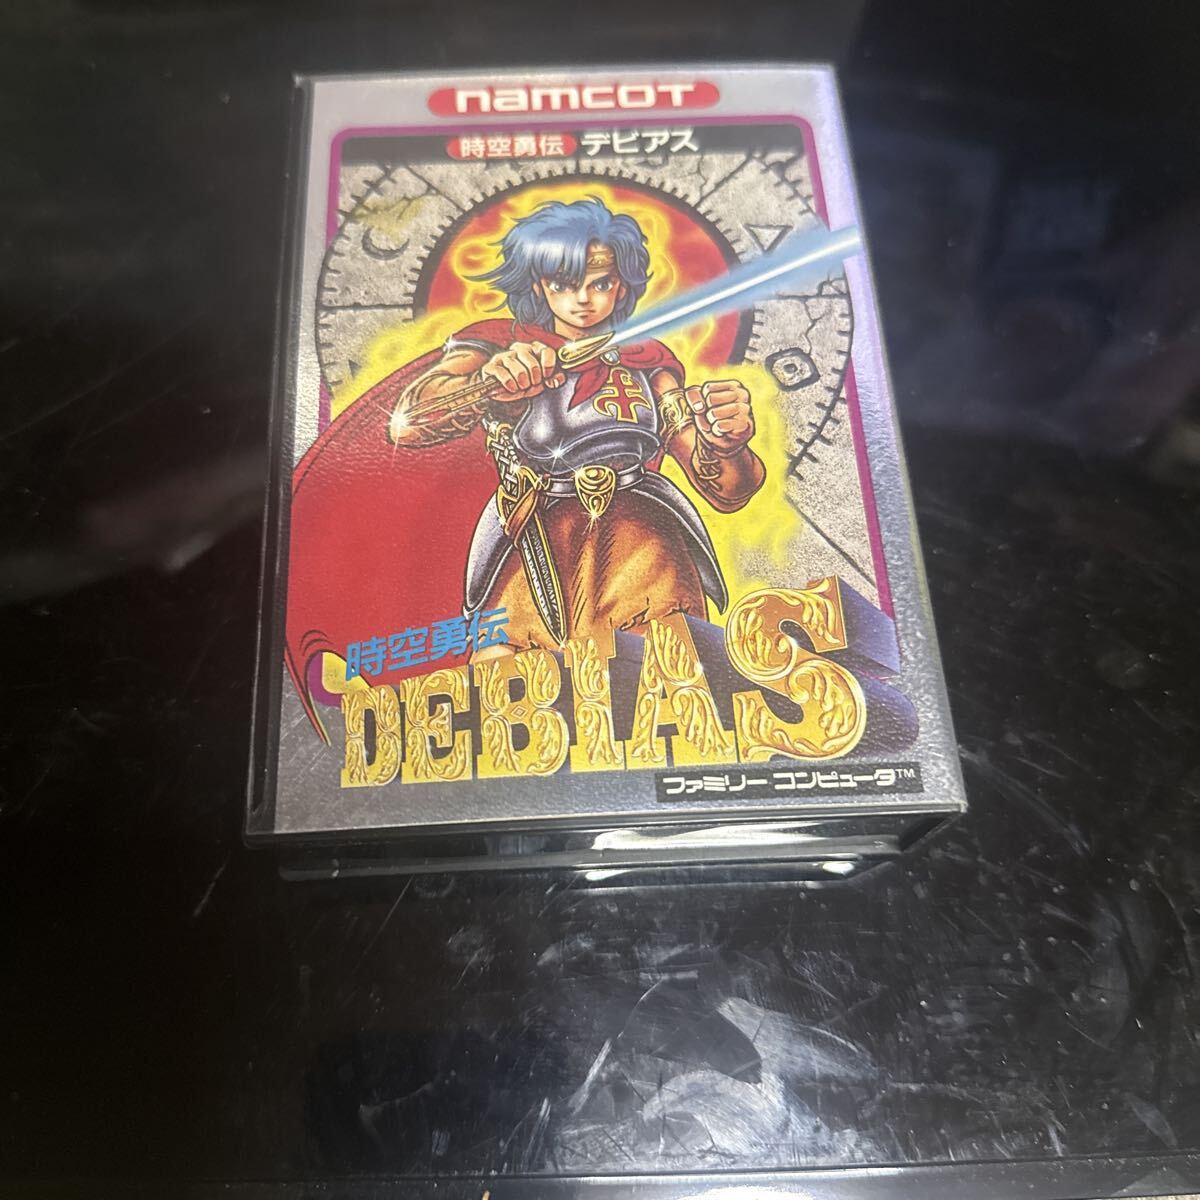 namcot
時空勇伝 デビアス
時空勇伝
DEBIAS
ファミリーコンピュータ™